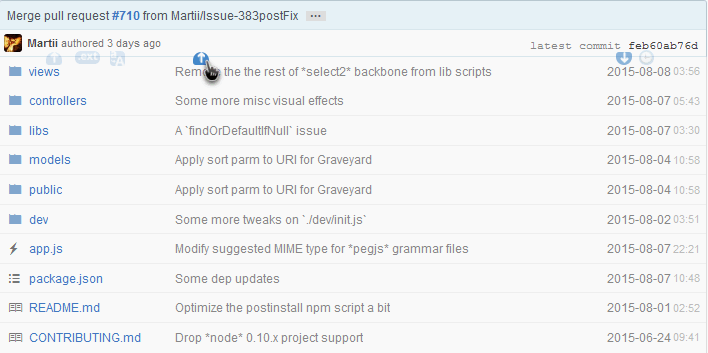 Merge pull request #710 from Martii/Issue-383postFix ...
Martii authored 3 days ago latest commit feb60ab76d
.ext
views the the rest of *select2* backbone from lib scripts 2015-08-08 03:56
controllers Some more misc visual effects 2015-08-07 05:43
libs A `findOrDefaultIfNull` issue 2015-08-07 03:30
models Apply sort parm to URI for Graveyard 2015-08-04 10:58
public Apply sort parm to URI for Graveyard 2015-08-04 10:58
dev Some more tweaks on `./dev/init.js` 2015-08-02 03:51
app.js Modify suggested MIME type for *pegjs* grammar files 2015-08-07 22:21
package.json Some dep updates 2015-08-07 10:48
README.md Optimize the postinstall npm script a bit 2015-08-01 02:52
CONTRIBUTING.md Drop *node* 0.10.x project support 2015-06-24 09:41